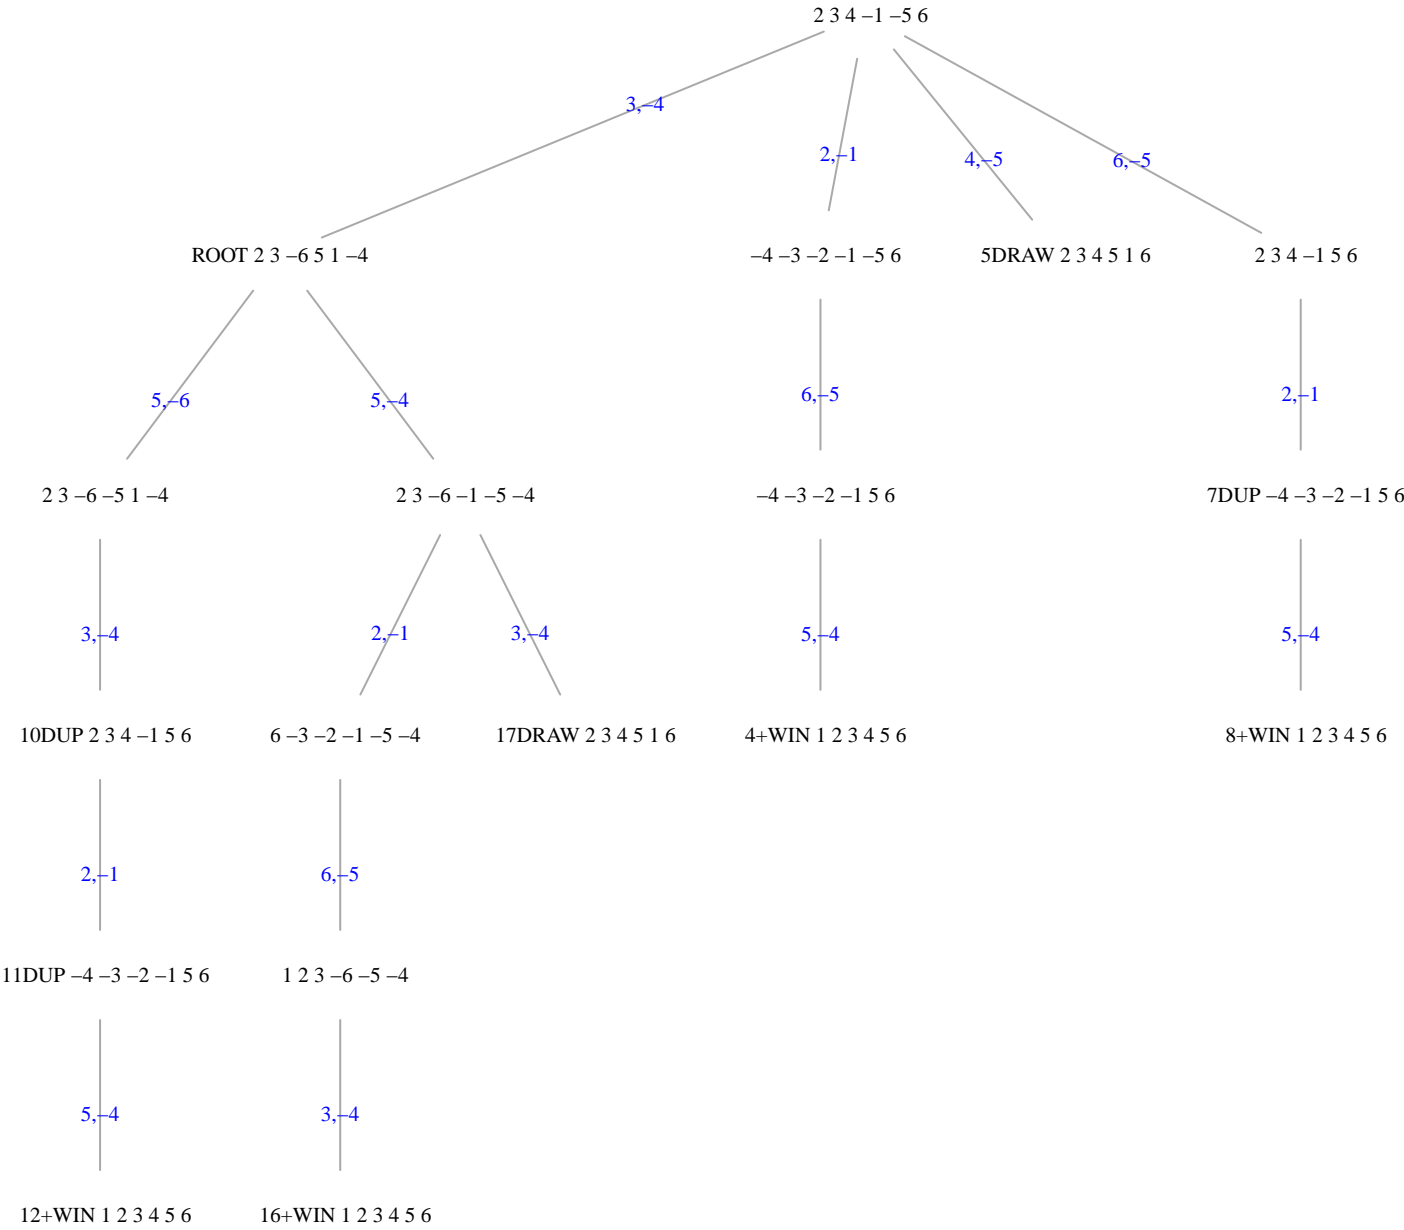 2 3 4 –1 –5 6
3,–4
2,–1
4,–5
6,–5
ROOT 2 3 –6 5 1 –4
–4 –3 –2 –1 –5 6
5DRAW 2 3 4 5 1 6
2 3 4 –1 5 6
5,–6
5,–4
6,–5
2,–1
2 3 –6 –5 1 –4
2 3 –6 –1 –5 –4
–4 –3 –2 –1 5 6
7DUP –4 –3 –2 –1 5 6
3,–4
2,–1
3,–4
5,–4
5,–4
10DUP 2 3 4 –1 5 6
6 –3 –2 –1 –5 –4
17DRAW 2 3 4 5 1 6
4+WIN 1 2 3 4 5 6
8+WIN 1 2 3 4 5 6
2,–1
6,–5
11DUP –4 –3 –2 –1 5 6
1 2 3 –6 –5 –4
5,–4
3,–4
12+WIN 1 2 3 4 5 6
16+WIN 1 2 3 4 5 6